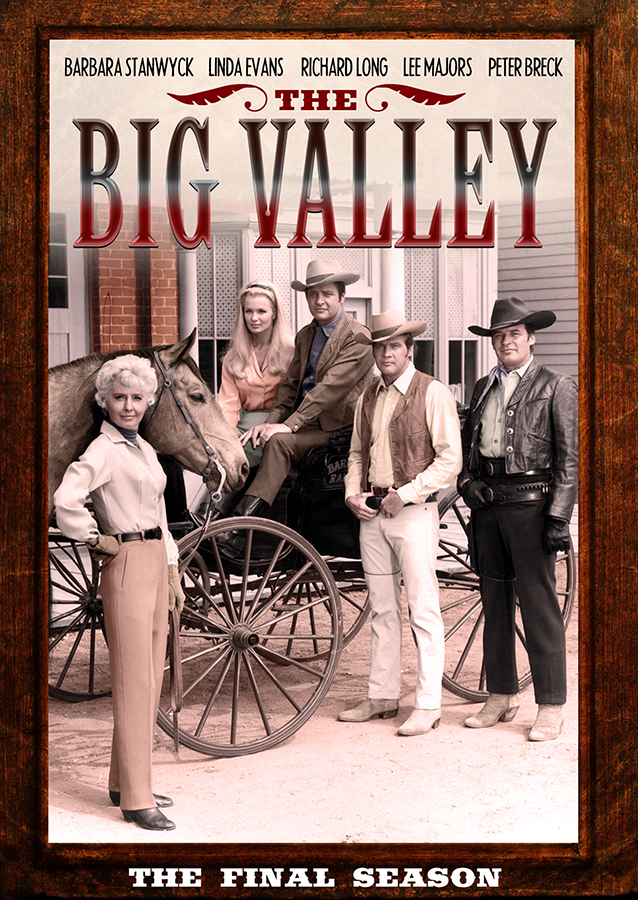 BARBARA STANWYCK LINDA EVANS RICHARD LONG LEE MAJORS PETER BRECK
THE
BIG VALLEY
THE FINAL SEASON